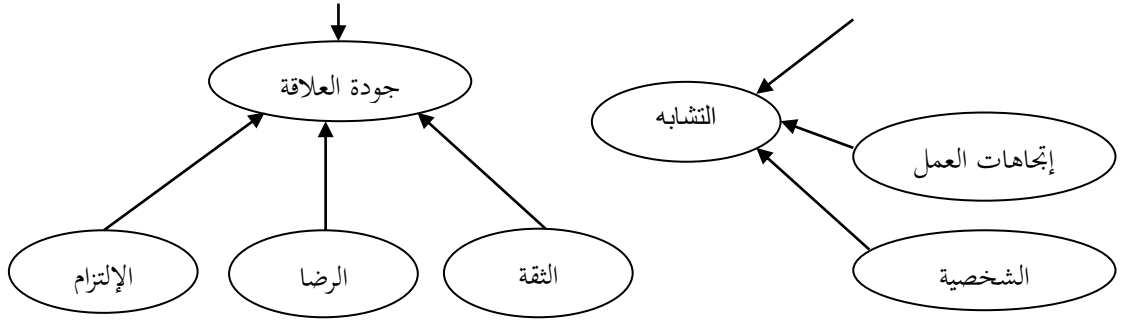 جودة العلاقة
التشابه
إتجاهات العمل
الثقة
الرضا
الإلتزام
الشخصية